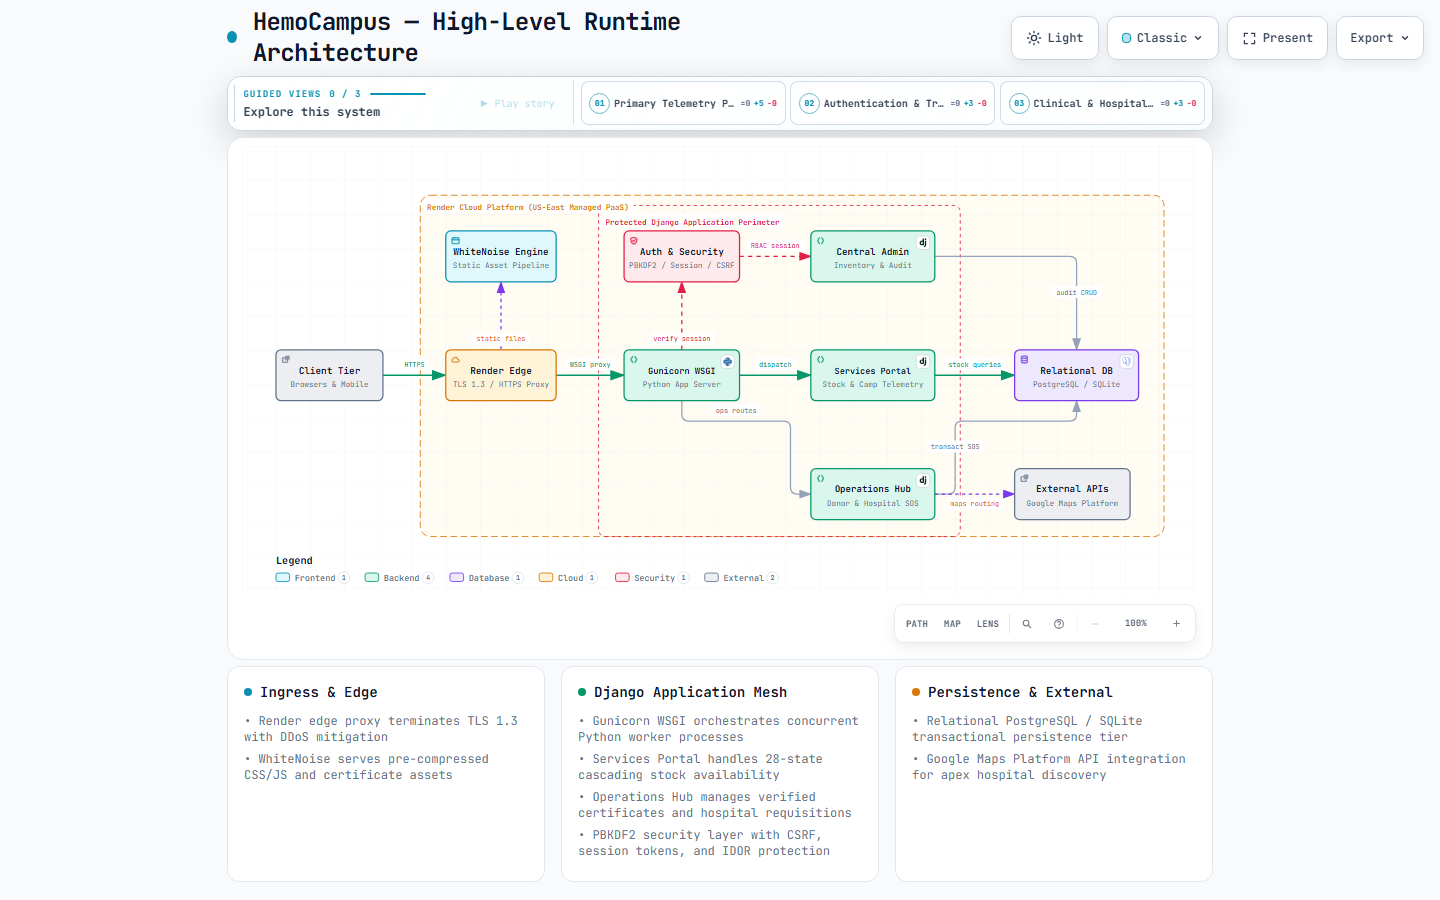 HemoCampus — High-Level Runtime
Architecture
Light
Classic
Present
Export
GUIDED VIEWS 0 / 3
Explore this system
Play story
01 Primary Telemetry P… =0 +5 -0
02 Authentication & Tr… =0 +3 -0
03 Clinical & Hospital… =0 +3 -0
Render Cloud Platform (US-East Managed PaaS)
Protected Django Application Perimeter
WhiteNoise Engine
Static Asset Pipeline
Auth & Security
PBKDF2 / Session / CSRF
RBAC session
Central Admin
Inventory & Audit
dj
audit CRUD
static files
verify session
Client Tier
Browsers & Mobile
HTTPS
Render Edge
TLS 1.3 / HTTPS Proxy
WSGI proxy
Gunicorn WSGI
Python App Server
dispatch
Services Portal
Stock & Camp Telemetry
dj
stock queries
Relational DB
PostgreSQL / SQLite
ops routes
transact SOS
Operations Hub
Donor & Hospital SOS
dj
maps routing
External APIs
Google Maps Platform
Legend
Frontend 1
Backend 4
Database 1
Cloud 1
Security 1
External 2
PATH
MAP
LENS
100%
Ingress & Edge
• Render edge proxy terminates TLS 1.3
with DDoS mitigation
• WhiteNoise serves pre-compressed
CSS/JS and certificate assets
Django Application Mesh
• Gunicorn WSGI orchestrates concurrent
Python worker processes
• Services Portal handles 28-state
cascading stock availability
• Operations Hub manages verified
certificates and hospital requisitions
• PBKDF2 security layer with CSRF,
session tokens, and IDOR protection
Persistence & External
• Relational PostgreSQL / SQLite
transactional persistence tier
• Google Maps Platform API integration
for apex hospital discovery